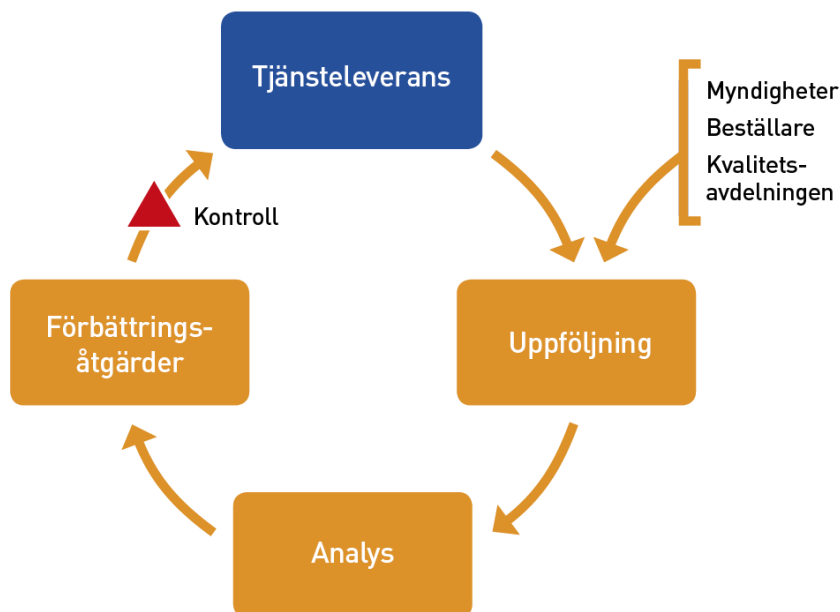 Tjänsteleverans
Myndigheter
Beställare
Kvalitets-
avdelningen
Kontroll
Förbättrings-
åtgärder
Uppföljning
Analys